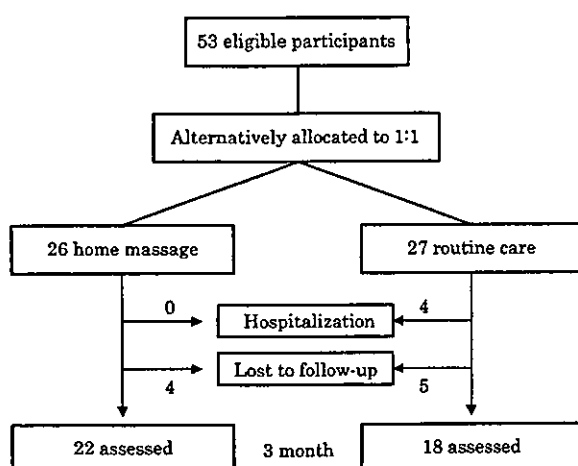 53 eligible participants
Alternatively allocated to 1:1
26 home massage
27 routine care
0
Hospitalization
4
4
Lost to follow-up
5
22 assessed
3 month
18 assessed